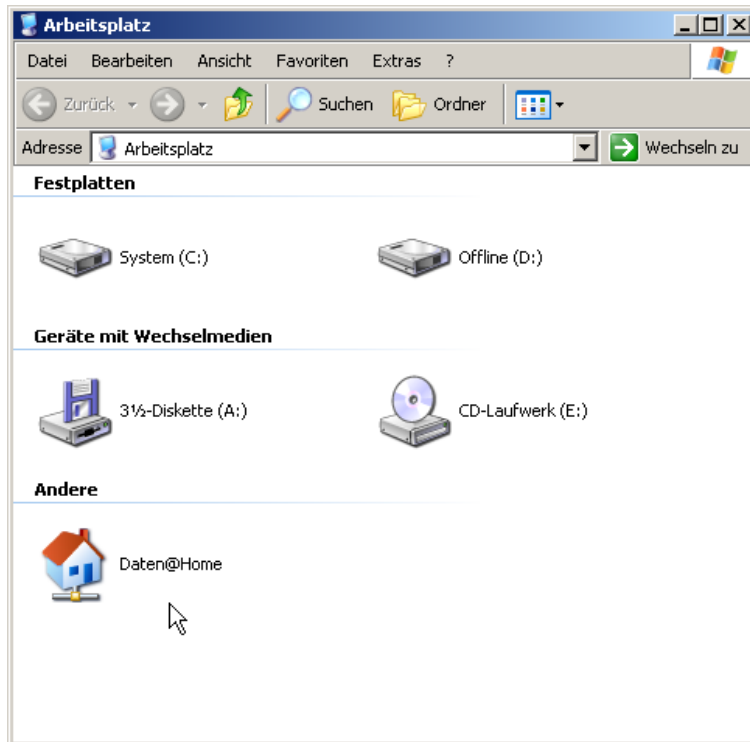 Arbeitsplatz
Datei Bearbeiten Ansicht Favoriten Extras ?
Zurück Suchen Ordner
Adresse Arbeitsplatz Wechseln zu
Festplatten
System (C:) Offline (D:)
Geräte mit Wechselmedien
3½-Diskette (A:) CD-Laufwerk (E:)
Andere
Daten@Home